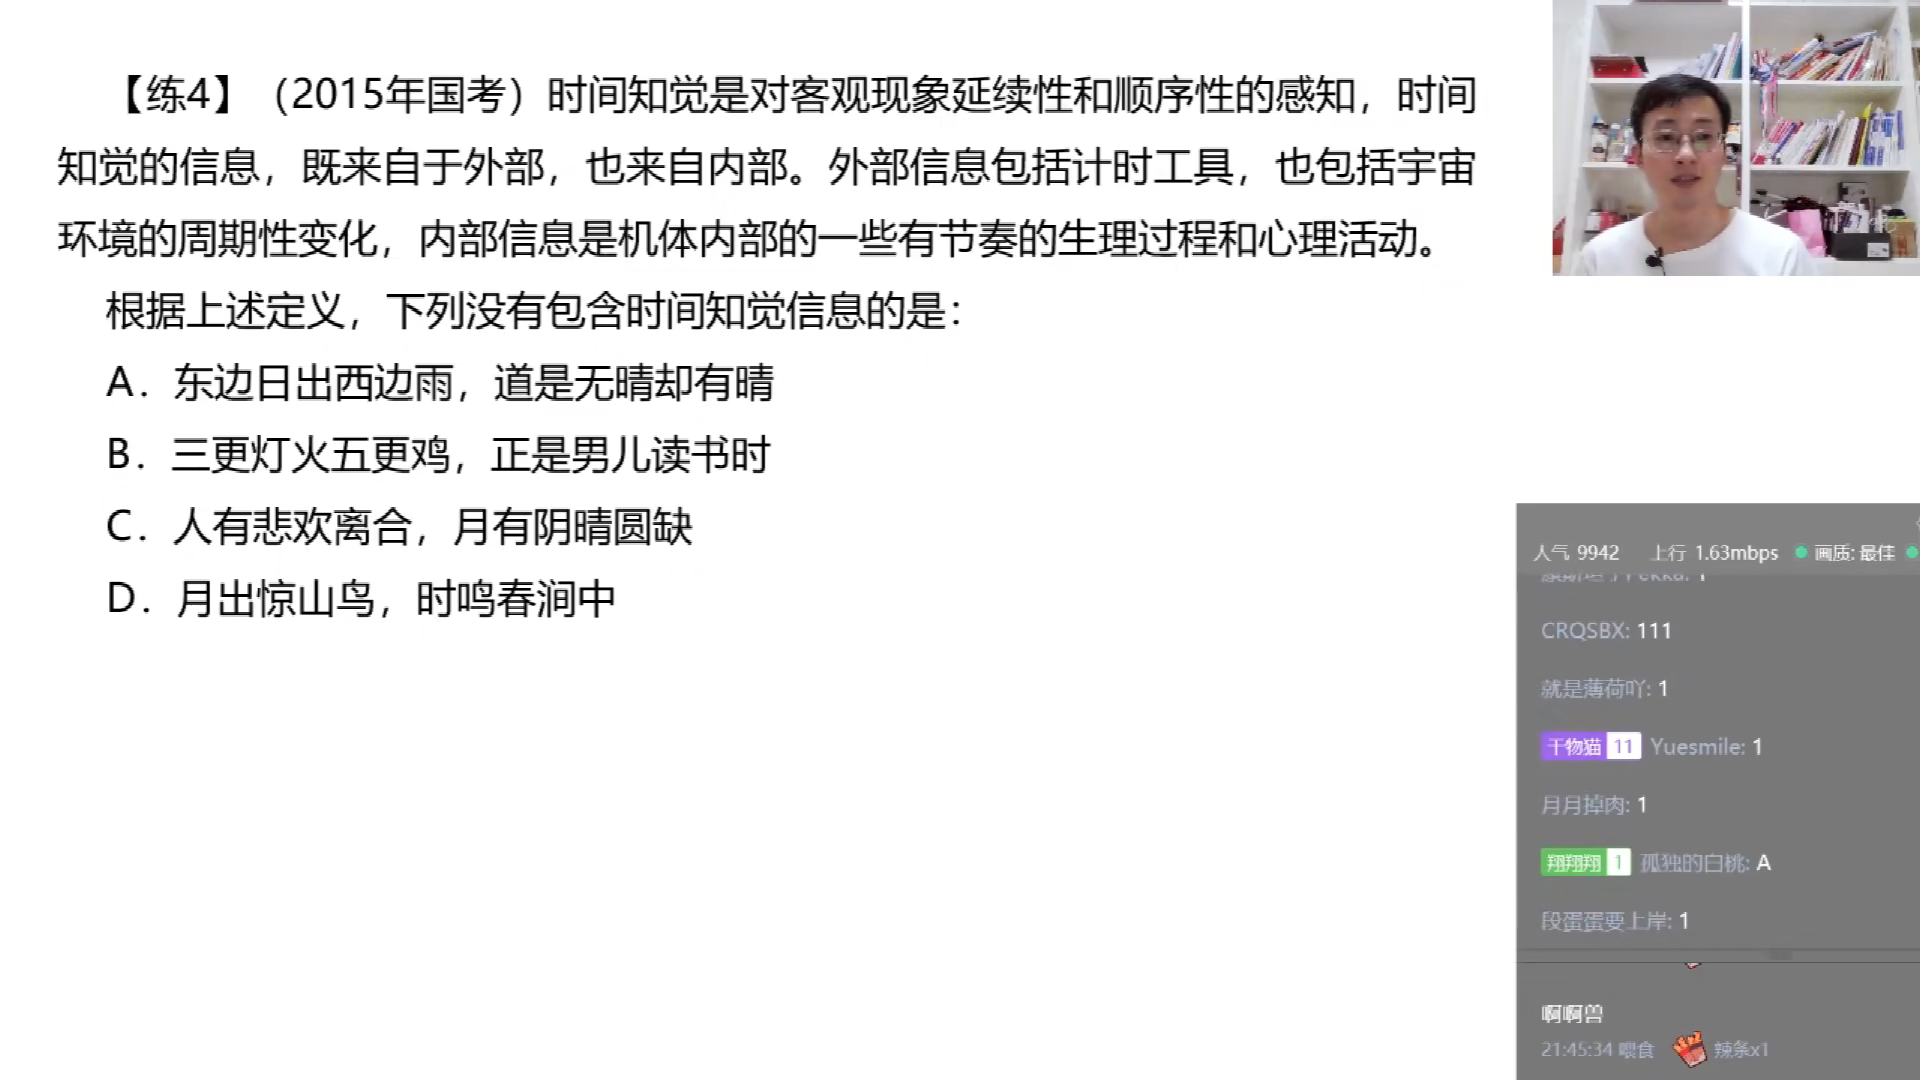 【练4】（2015年国考）时间知觉是对客观现象延续性和顺序性的感知，时间
知觉的信息，既来自于外部，也来自内部。外部信息包括计时工具，也包括宇宙
环境的周期性变化，内部信息是机体内部的一些有节奏的生理过程和心理活动。
根据上述定义，下列没有包含时间知觉信息的是：
A．东边日出西边雨，道是无晴却有晴
B．三更灯火五更鸡，正是男儿读书时
C．人有悲欢离合，月有阴晴圆缺
D．月出惊山鸟，时鸣春涧中
人气 9942 上行 1.63mbps 画质: 最佳
CRQSBX: 111
就是薄荷吖: 1
干物猫 11 Yuesmile: 1
月月掉肉: 1
翔翔翔 1 孤独的白桃: A
段蛋蛋要上岸: 1
啊啊兽
21:45:34 喂食 辣条x1